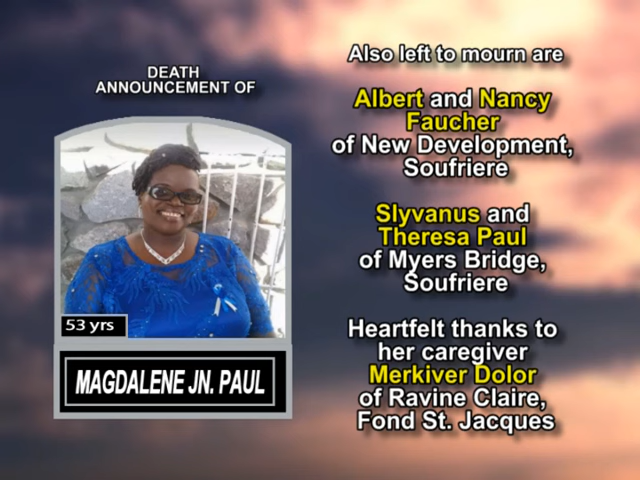 DEATH
ANNOUNCEMENT OF
53 yrs
MAGDALENE JN. PAUL
Also left to mourn are
Albert and Nancy
Faucher
of New Development,
Soufriere
Slyvanus and
Theresa Paul
of Myers Bridge,
Soufriere
Heartfelt thanks to
her caregiver
Merkiver Dolor
of Ravine Claire,
Fond St. Jacques